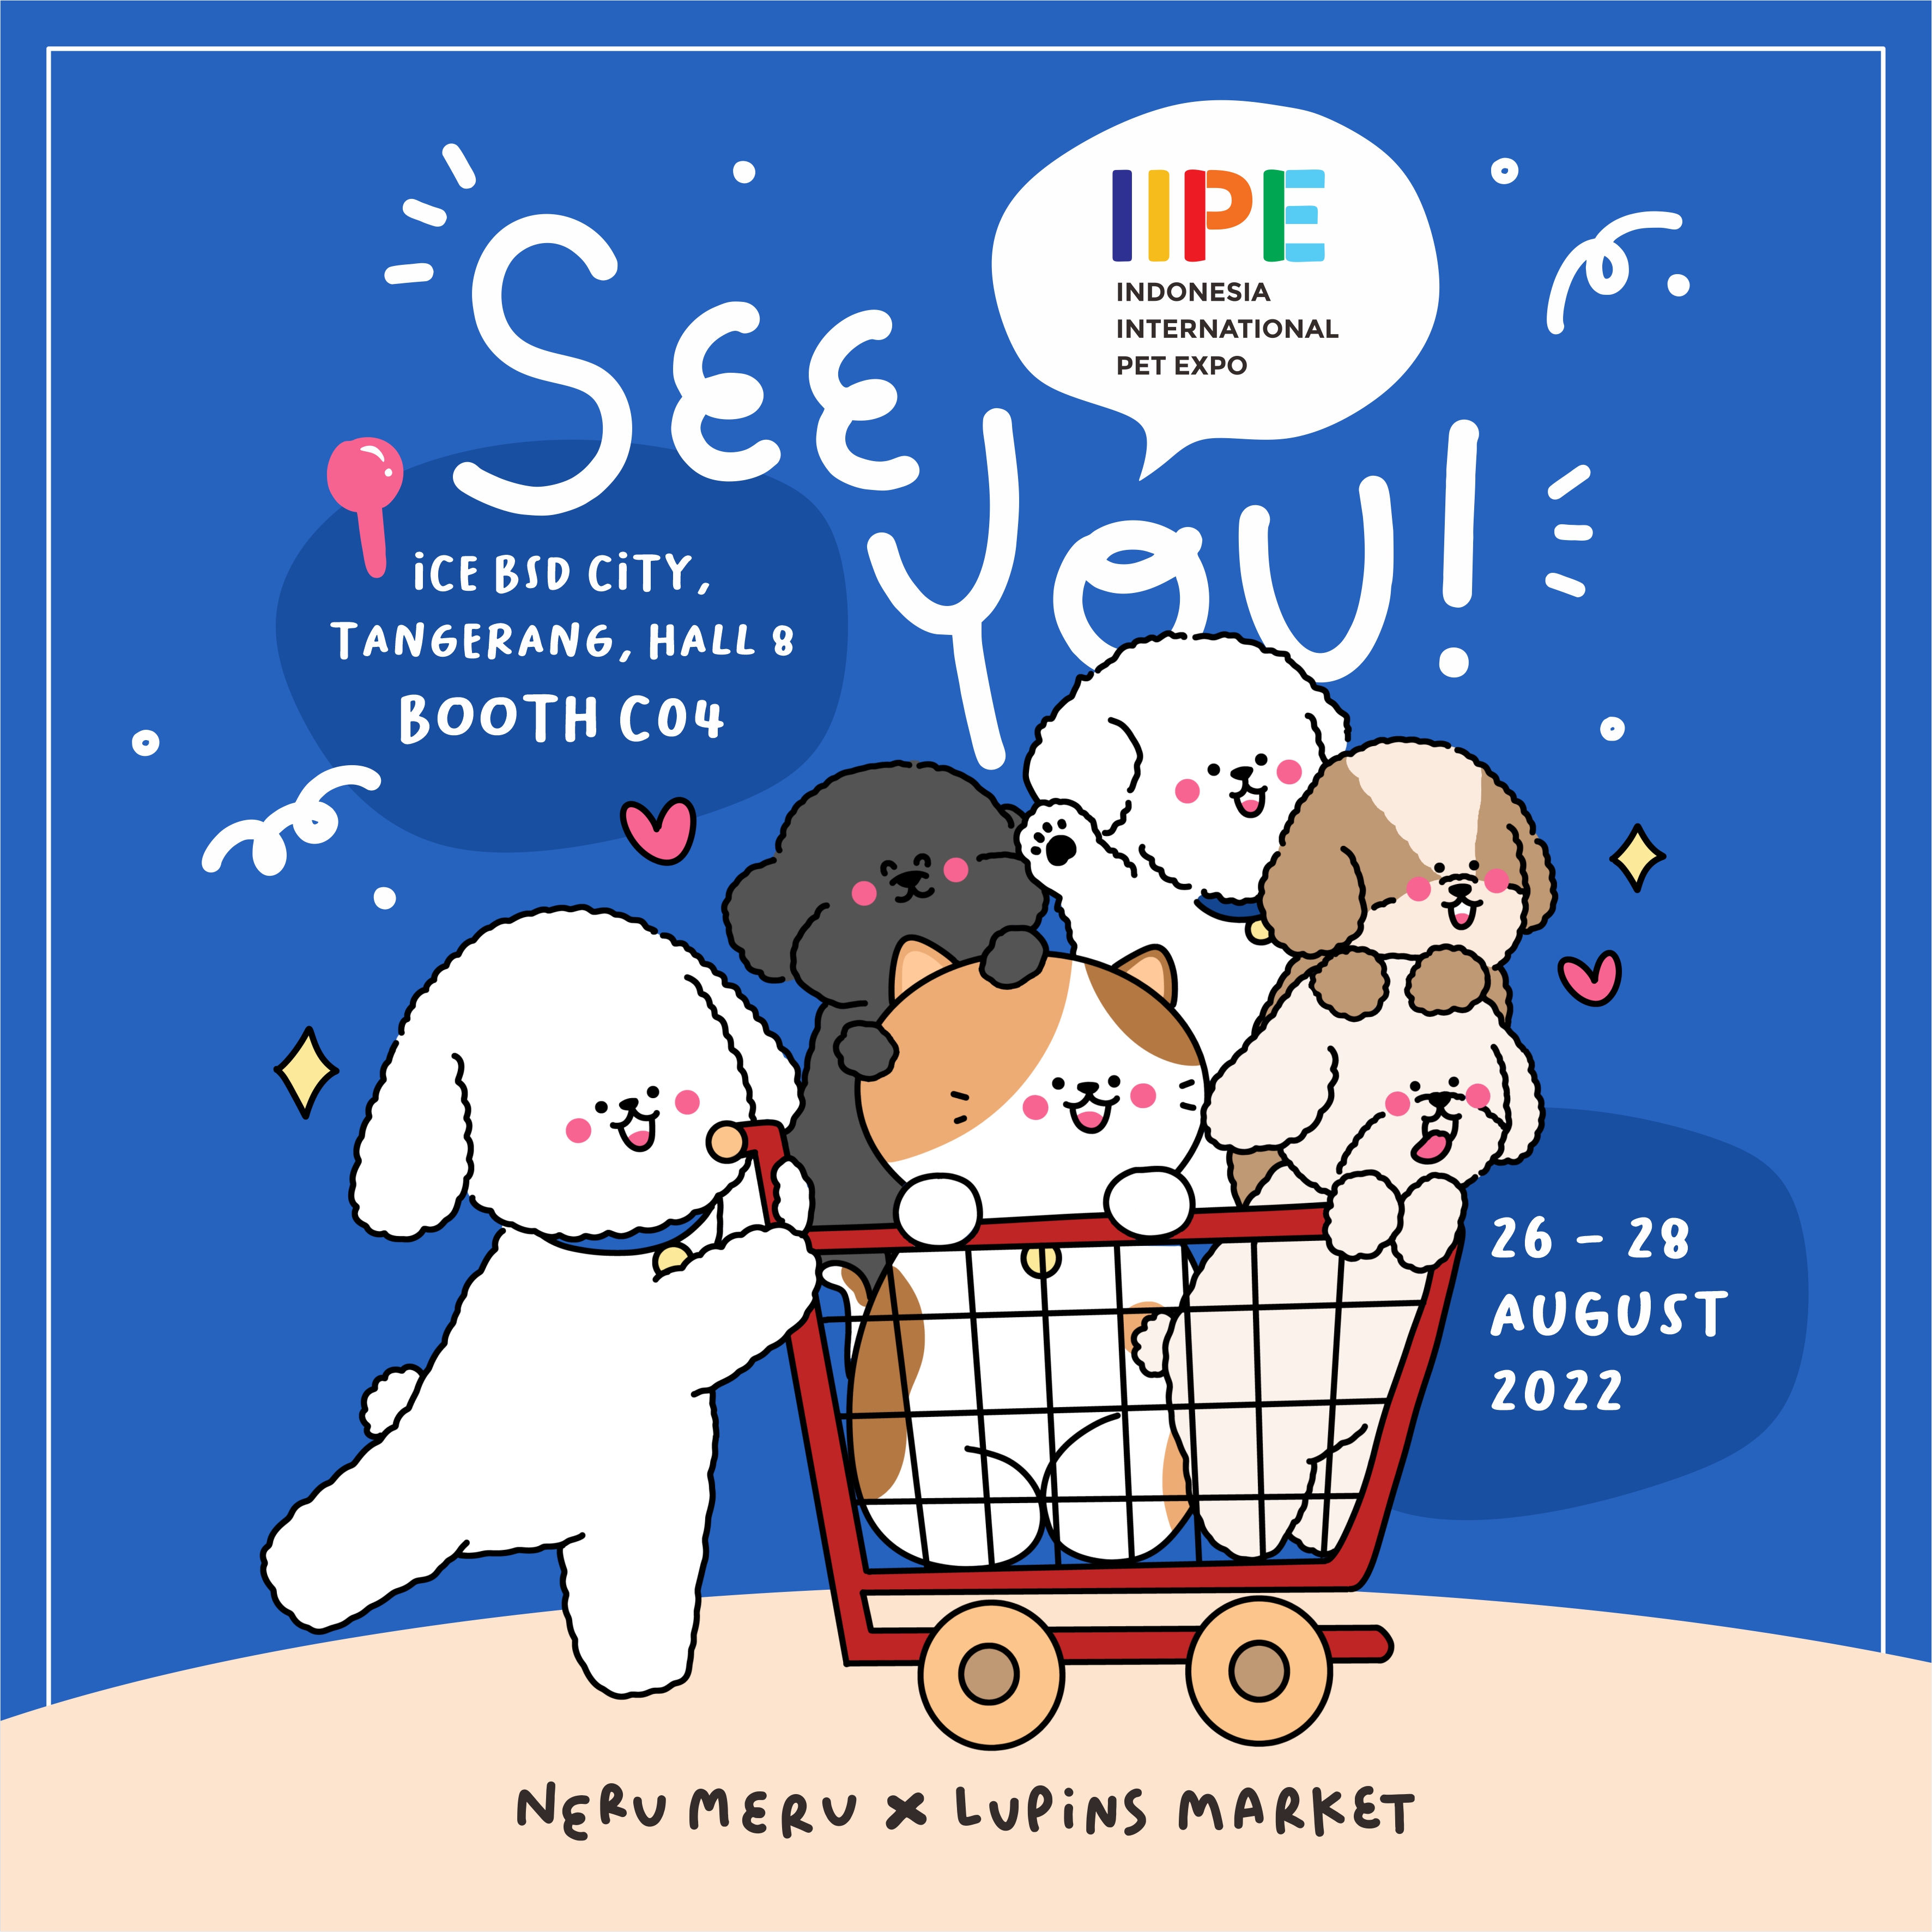 SEE
YOU!
IIPE
INDONESIA
INTERNATIONAL
PET EXPO
iCE BSD CiTY,
TANGERANG, HALL 8
BOOTH C04
26 - 28
AUGUST
2022
NERU MERU X LUPiNS MARKET